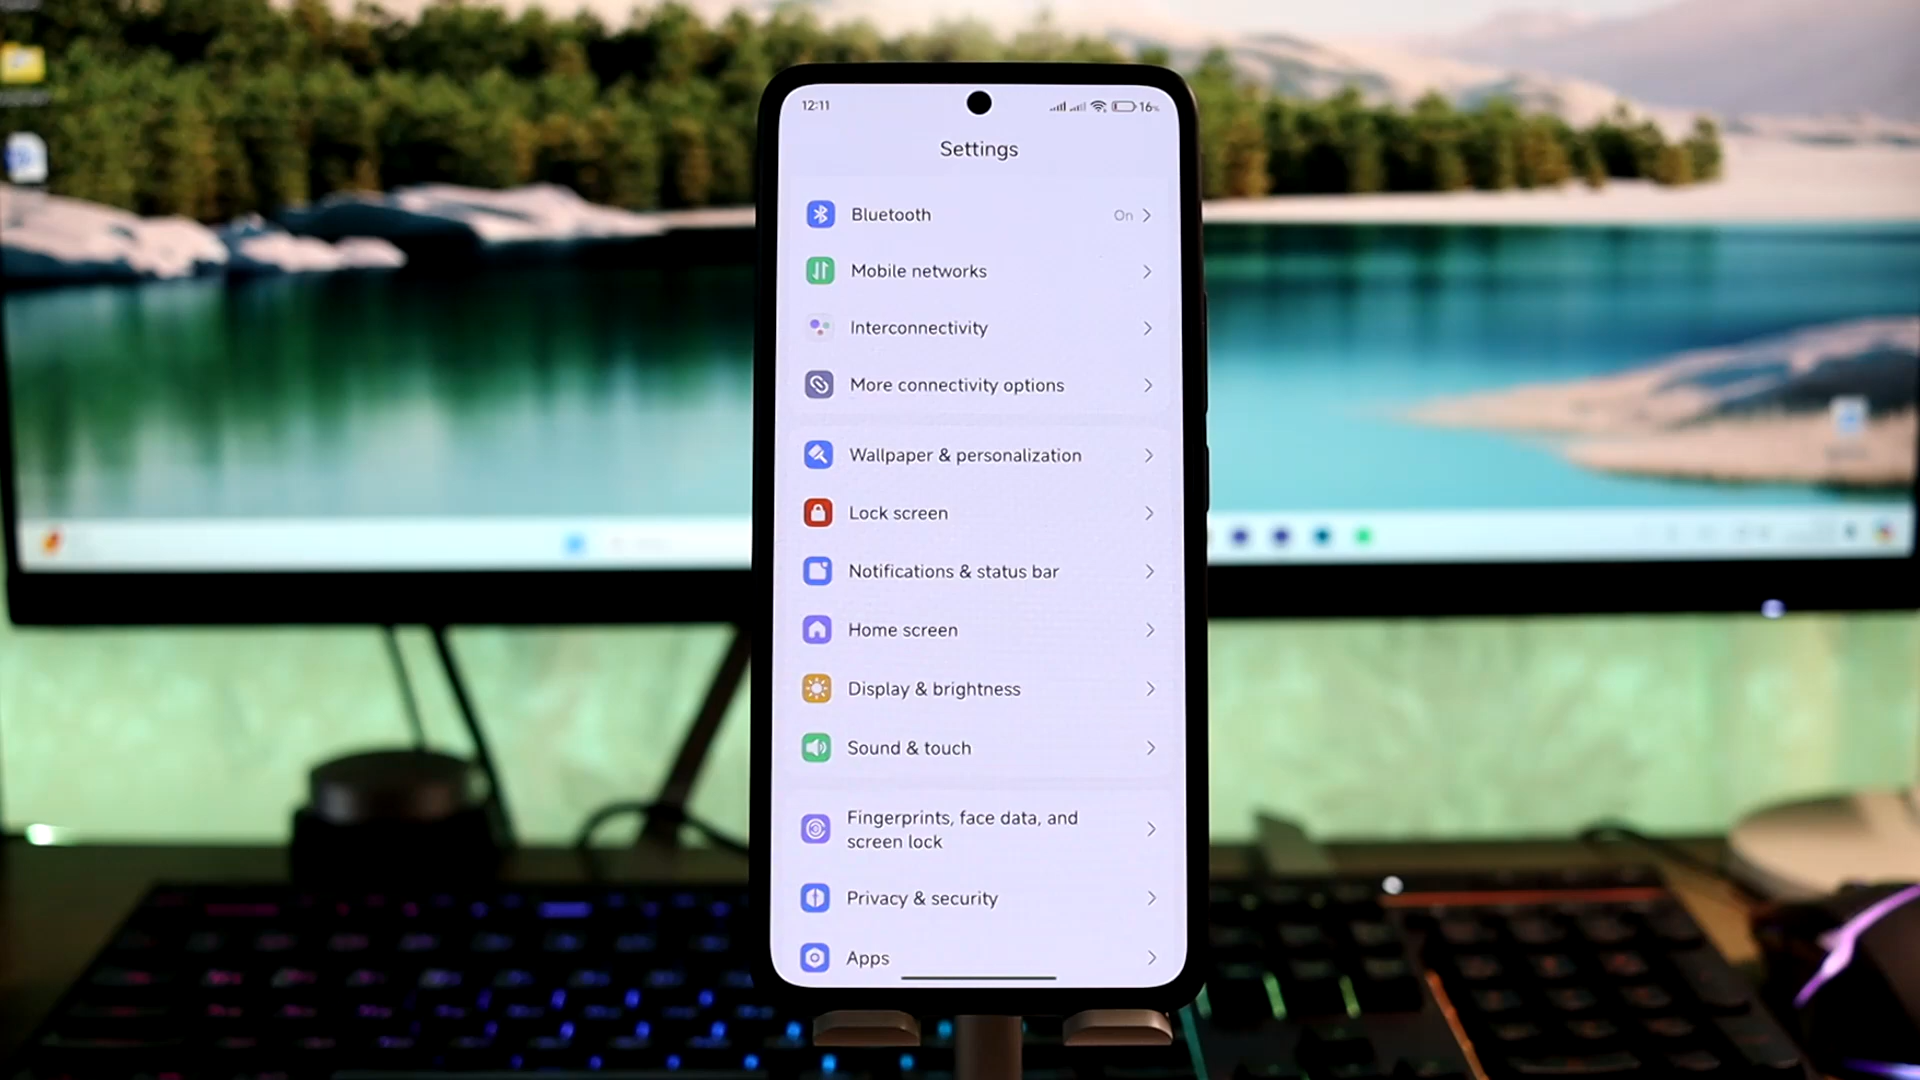 12:11
16%
Settings
Bluetooth
On
Mobile networks
Interconnectivity
More connectivity options
Wallpaper & personalization
Lock screen
Notifications & status bar
Home screen
Display & brightness
Sound & touch
Fingerprints, face data, and
screen lock
Privacy & security
Apps